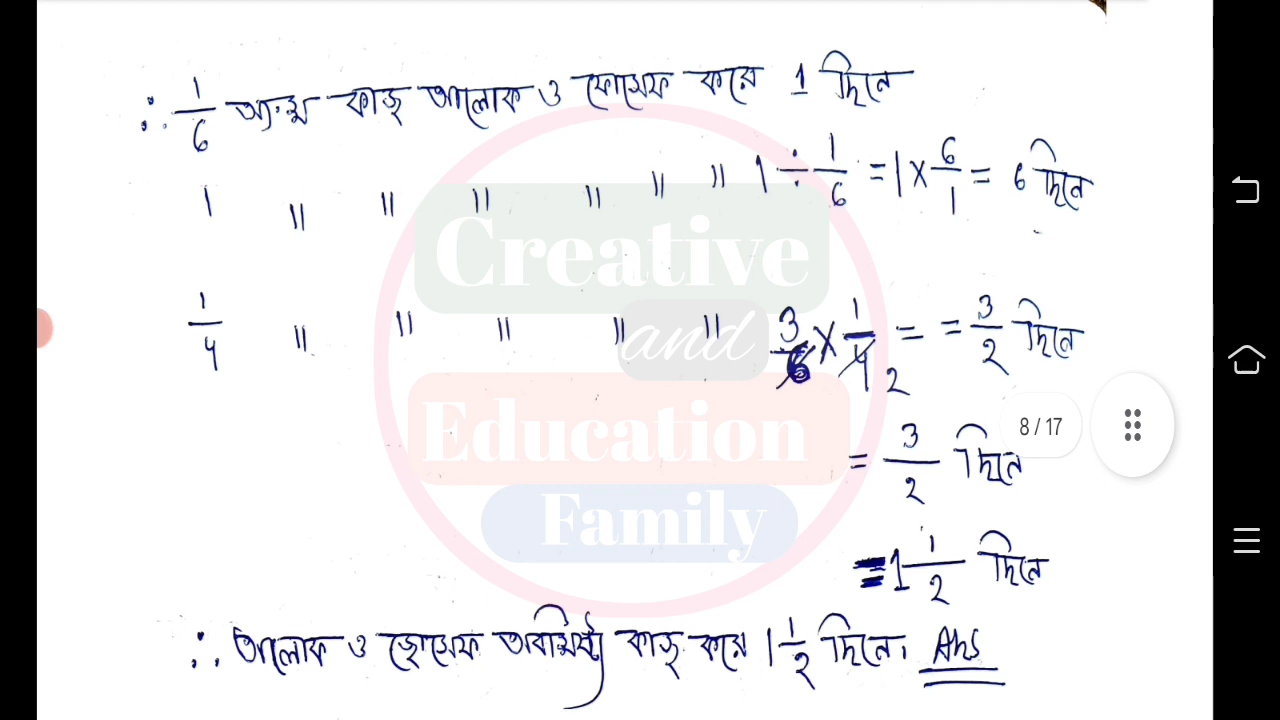 ∴ 1/6 অংশ কাজ আলোক ও যোসেফ করে 1 দিনে
1 " " " " " " 1 ÷ 1/6 = 1 × 6/1 = 6 দিনে
1/4 " " " " " 3 6 × 1/4 2 = = 3/2 দিনে
= 3/2 দিনে
= 1 1/2 দিনে
∴ আলোক ও জোসেফ অবশিষ্ট কাজ করে 1 1/2 দিনে। Ans
Creative
and
Education
Family
8 / 17